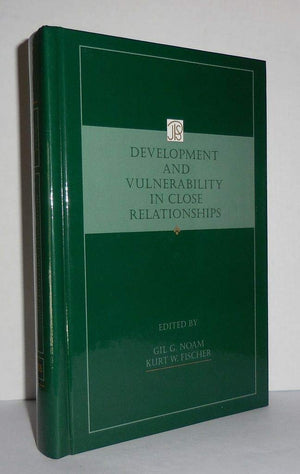 JPS
DEVELOPMENT
AND
VULNERABILITY
IN CLOSE
RELATIONSHIPS
EDITED BY
GIL G. NOAM
KURT W. FISCHER